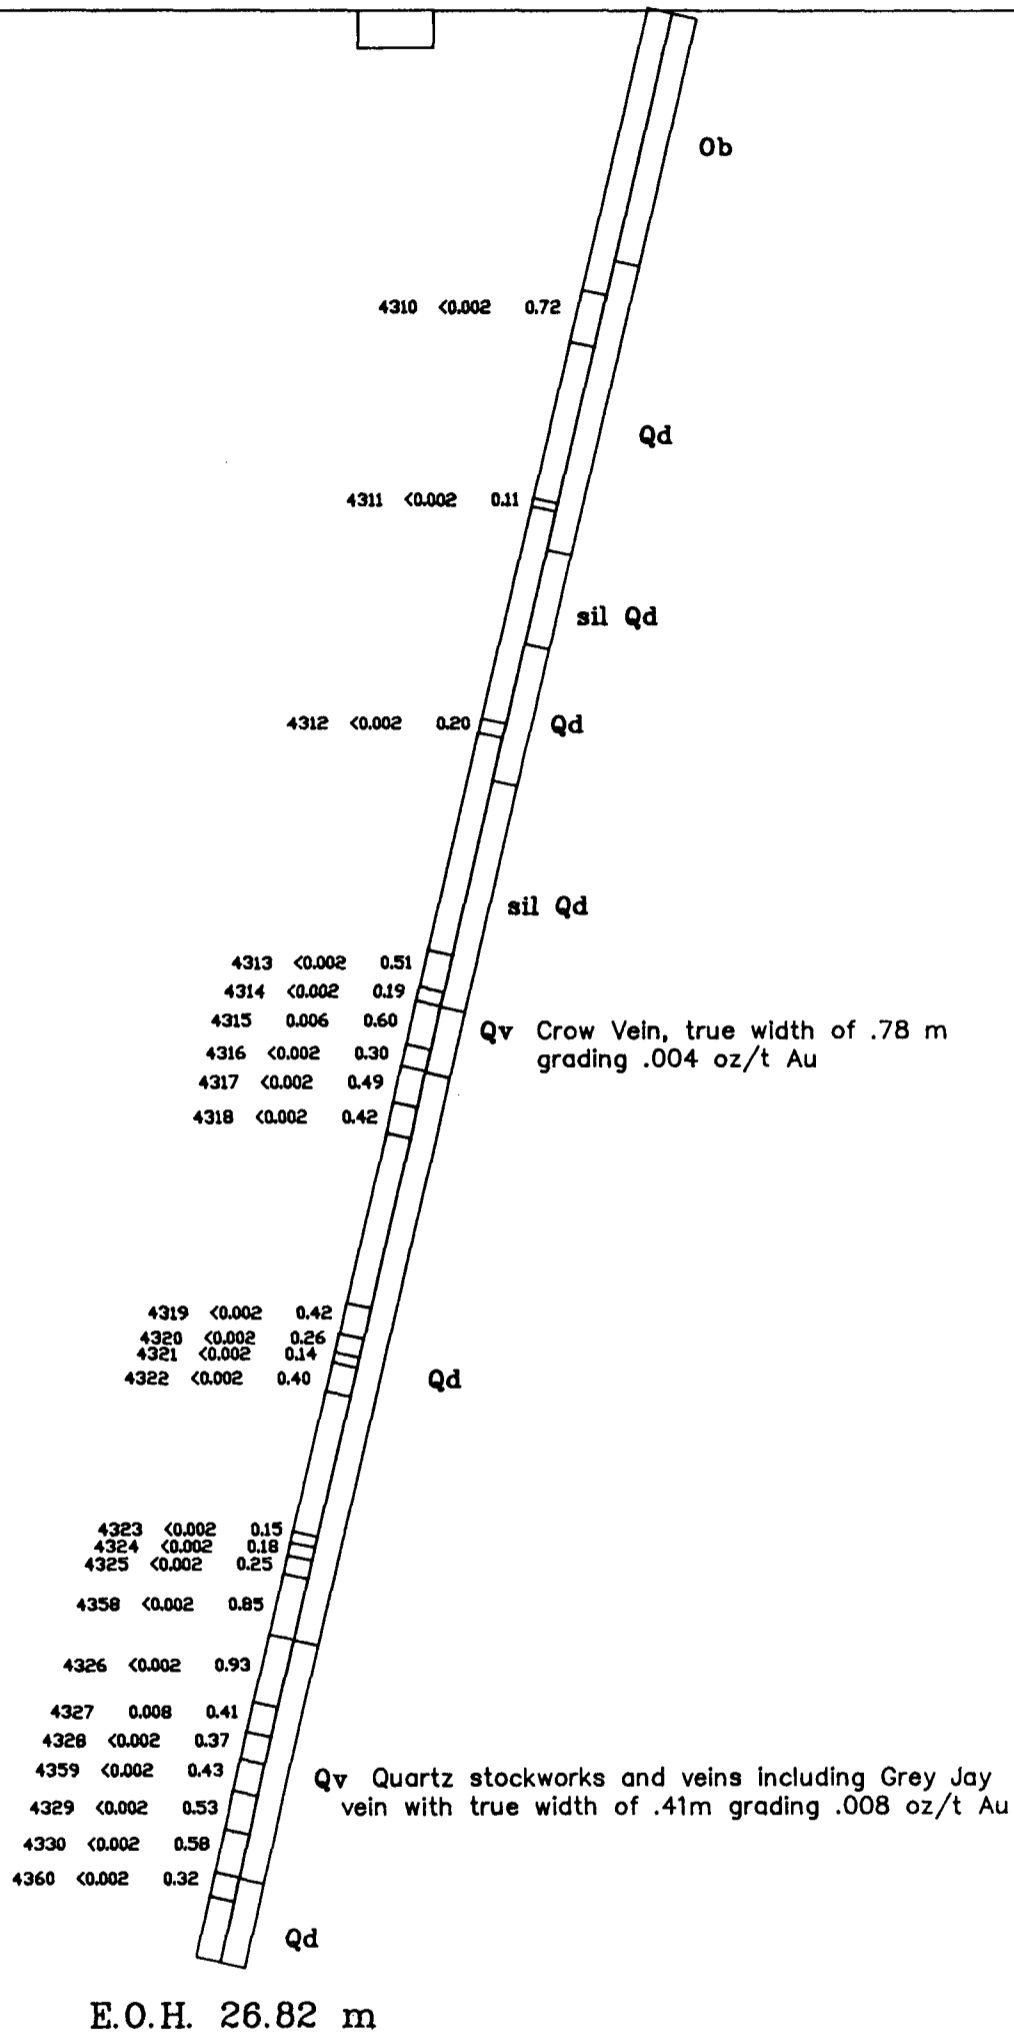 Ob
4310 <0.002 0.72
Qd
4311 <0.002 0.11
sil Qd
4312 <0.002 0.20
Qd
sil Qd
4313 <0.002 0.51
4314 <0.002 0.19
4315 0.006 0.60
Qv Crow Vein, true width of .78 m
grading .004 oz/t Au
4316 <0.002 0.30
4317 <0.002 0.49
4318 <0.002 0.42
4319 <0.002 0.42
4320 <0.002 0.26
4321 <0.002 0.14
4322 <0.002 0.40
Qd
4323 <0.002 0.15
4324 <0.002 0.18
4325 <0.002 0.25
4358 <0.002 0.85
4326 <0.002 0.93
4327 0.008 0.41
4328 <0.002 0.37
4359 <0.002 0.43
Qv Quartz stockworks and veins including Grey Jay
vein with true width of .41m grading .008 oz/t Au
4329 <0.002 0.53
4330 <0.002 0.58
4360 <0.002 0.32
Qd
E.O.H. 26.82 m